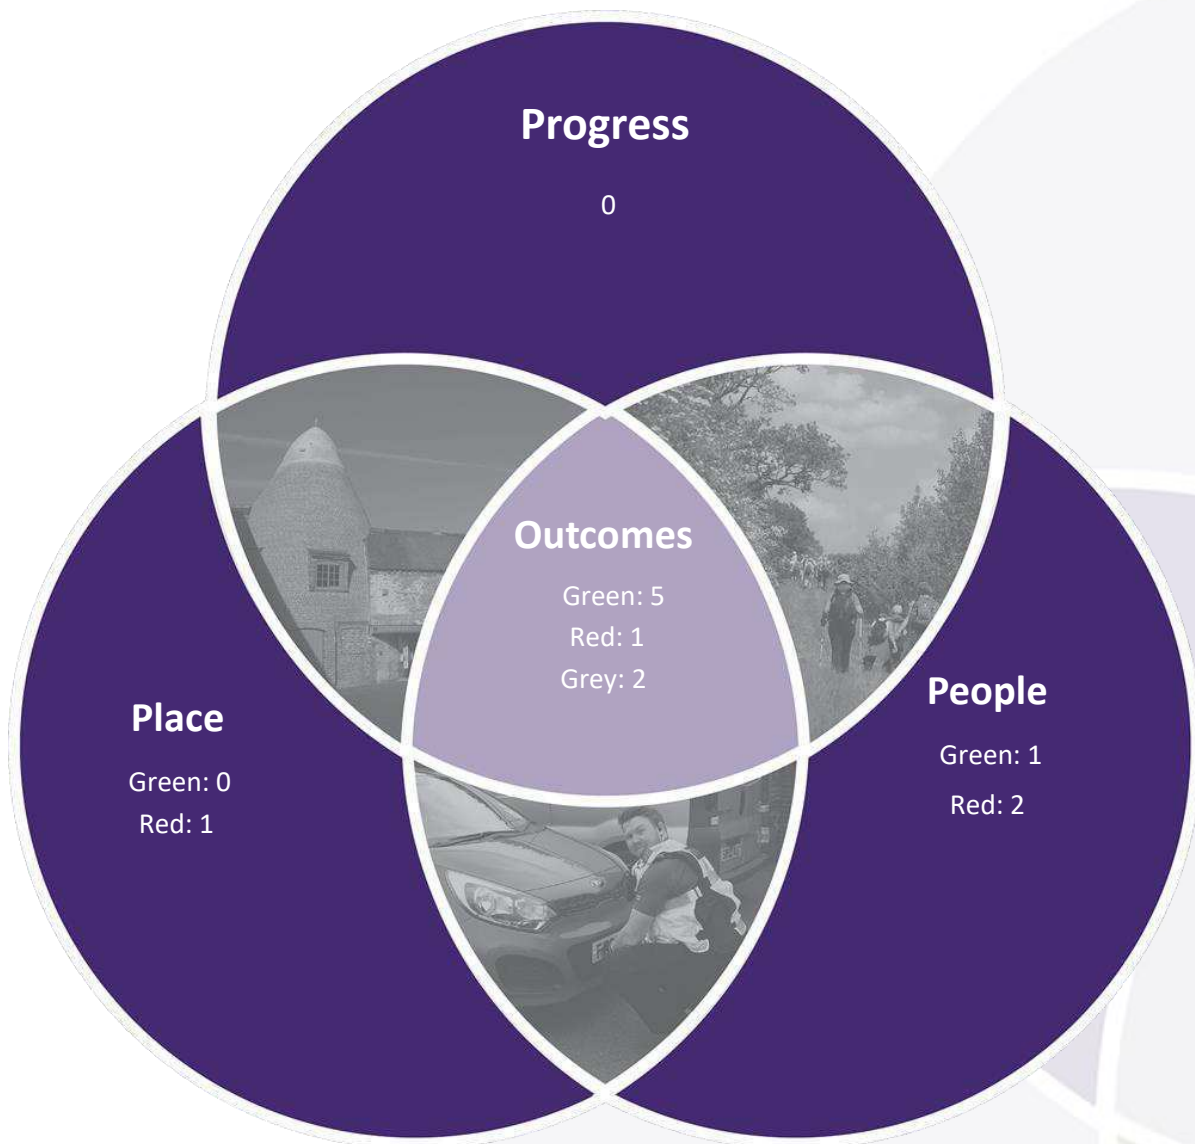 Progress
0
Outcomes
Green: 5
Red: 1
Grey: 2
Place
Green: 0
Red: 1
People
Green: 1
Red: 2